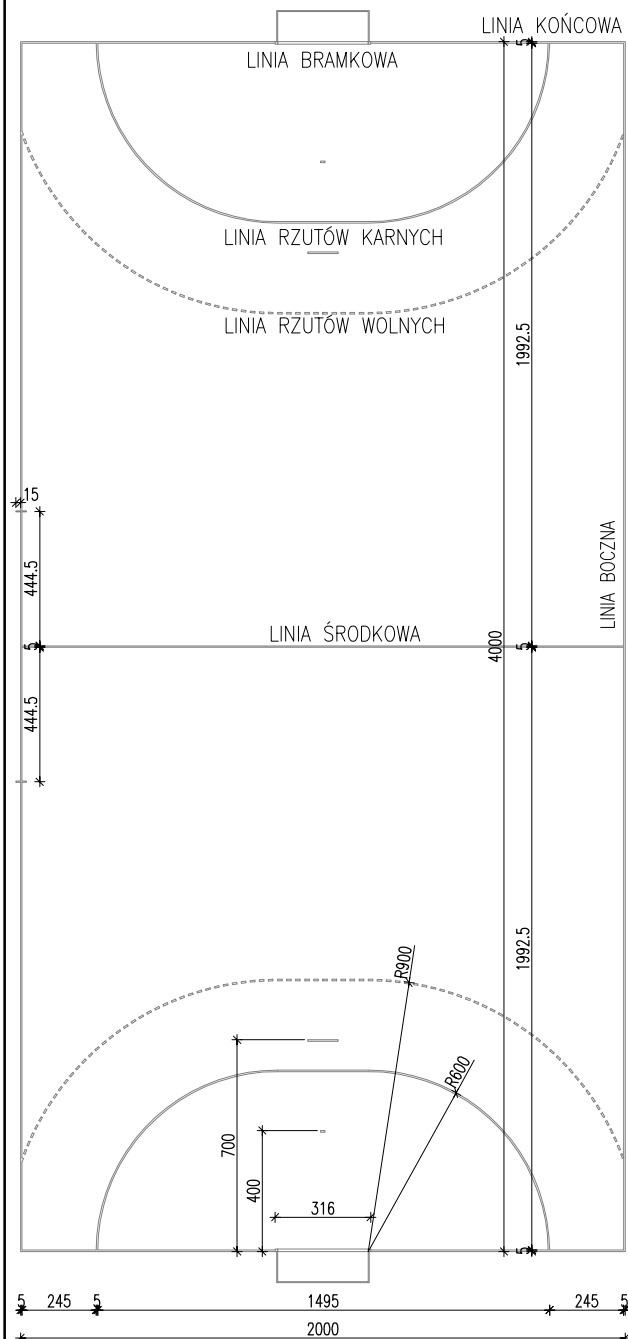 LINIA KOŃCOWA
5
LINIA BRAMKOWA
LINIA RZUTÓW KARNYCH
LINIA RZUTÓW WOLNYCH
1992.5
15
444.5
LINIA BOCZNA
LINIA ŚRODKOWA
5
4000
5
444.5
1992.5
R900
R600
700
400
316
5
5 245 5 1495 245 5
2000